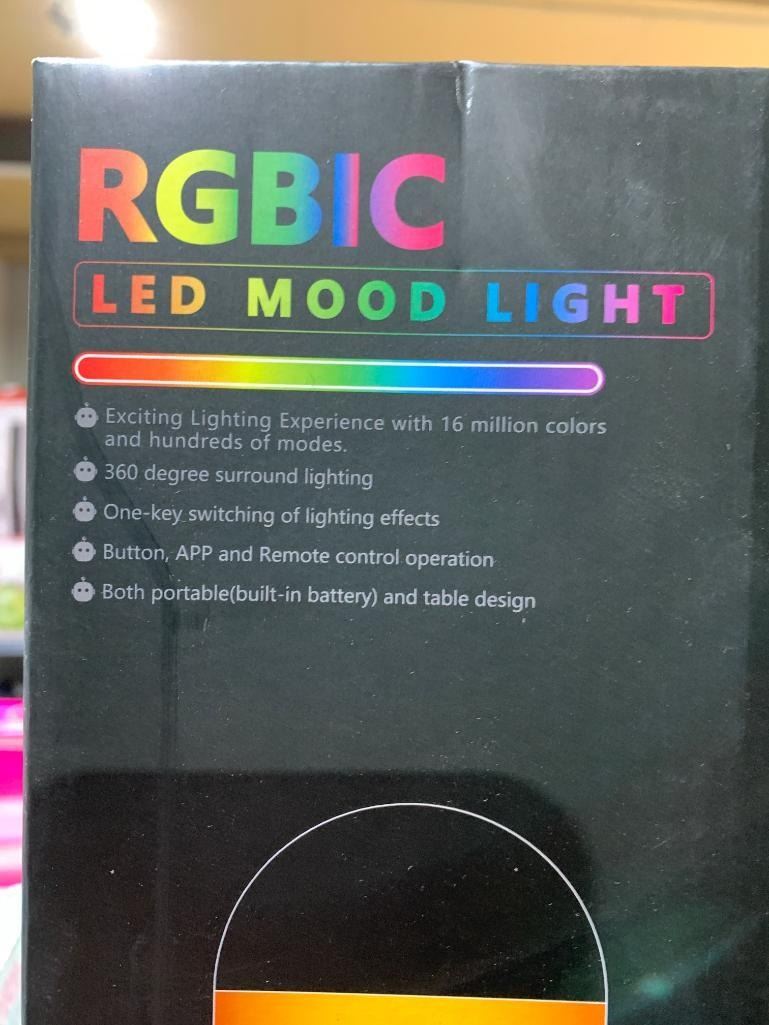 RGBIC
LED MOOD LIGHT
Exciting Lighting Experience with 16 million colors
and hundreds of modes.
360 degree surround lighting
One-key switching of lighting effects
Button, APP and Remote control operation
Both portable(built-in battery) and table design